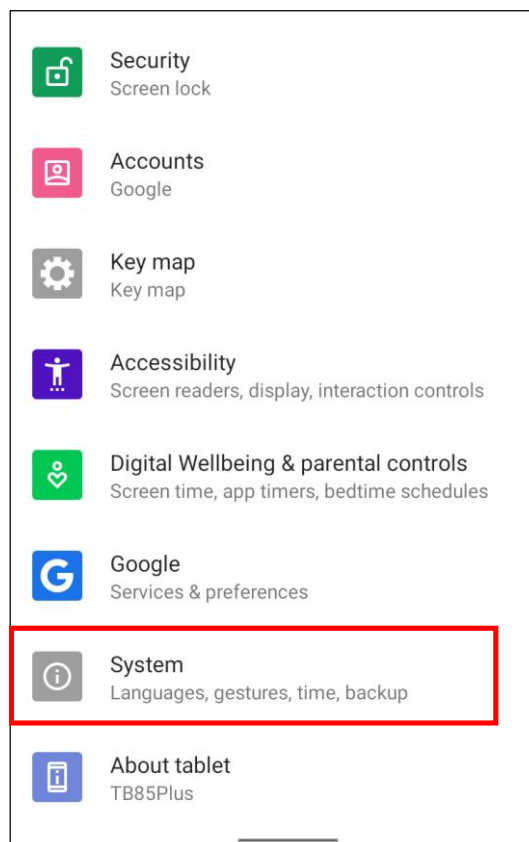 Security
Screen lock
Accounts
Google
Key map
Key map
Accessibility
Screen readers, display, interaction controls
Digital Wellbeing & parental controls
Screen time, app timers, bedtime schedules
G
Google
Services & preferences
System
Languages, gestures, time, backup
About tablet
TB85Plus